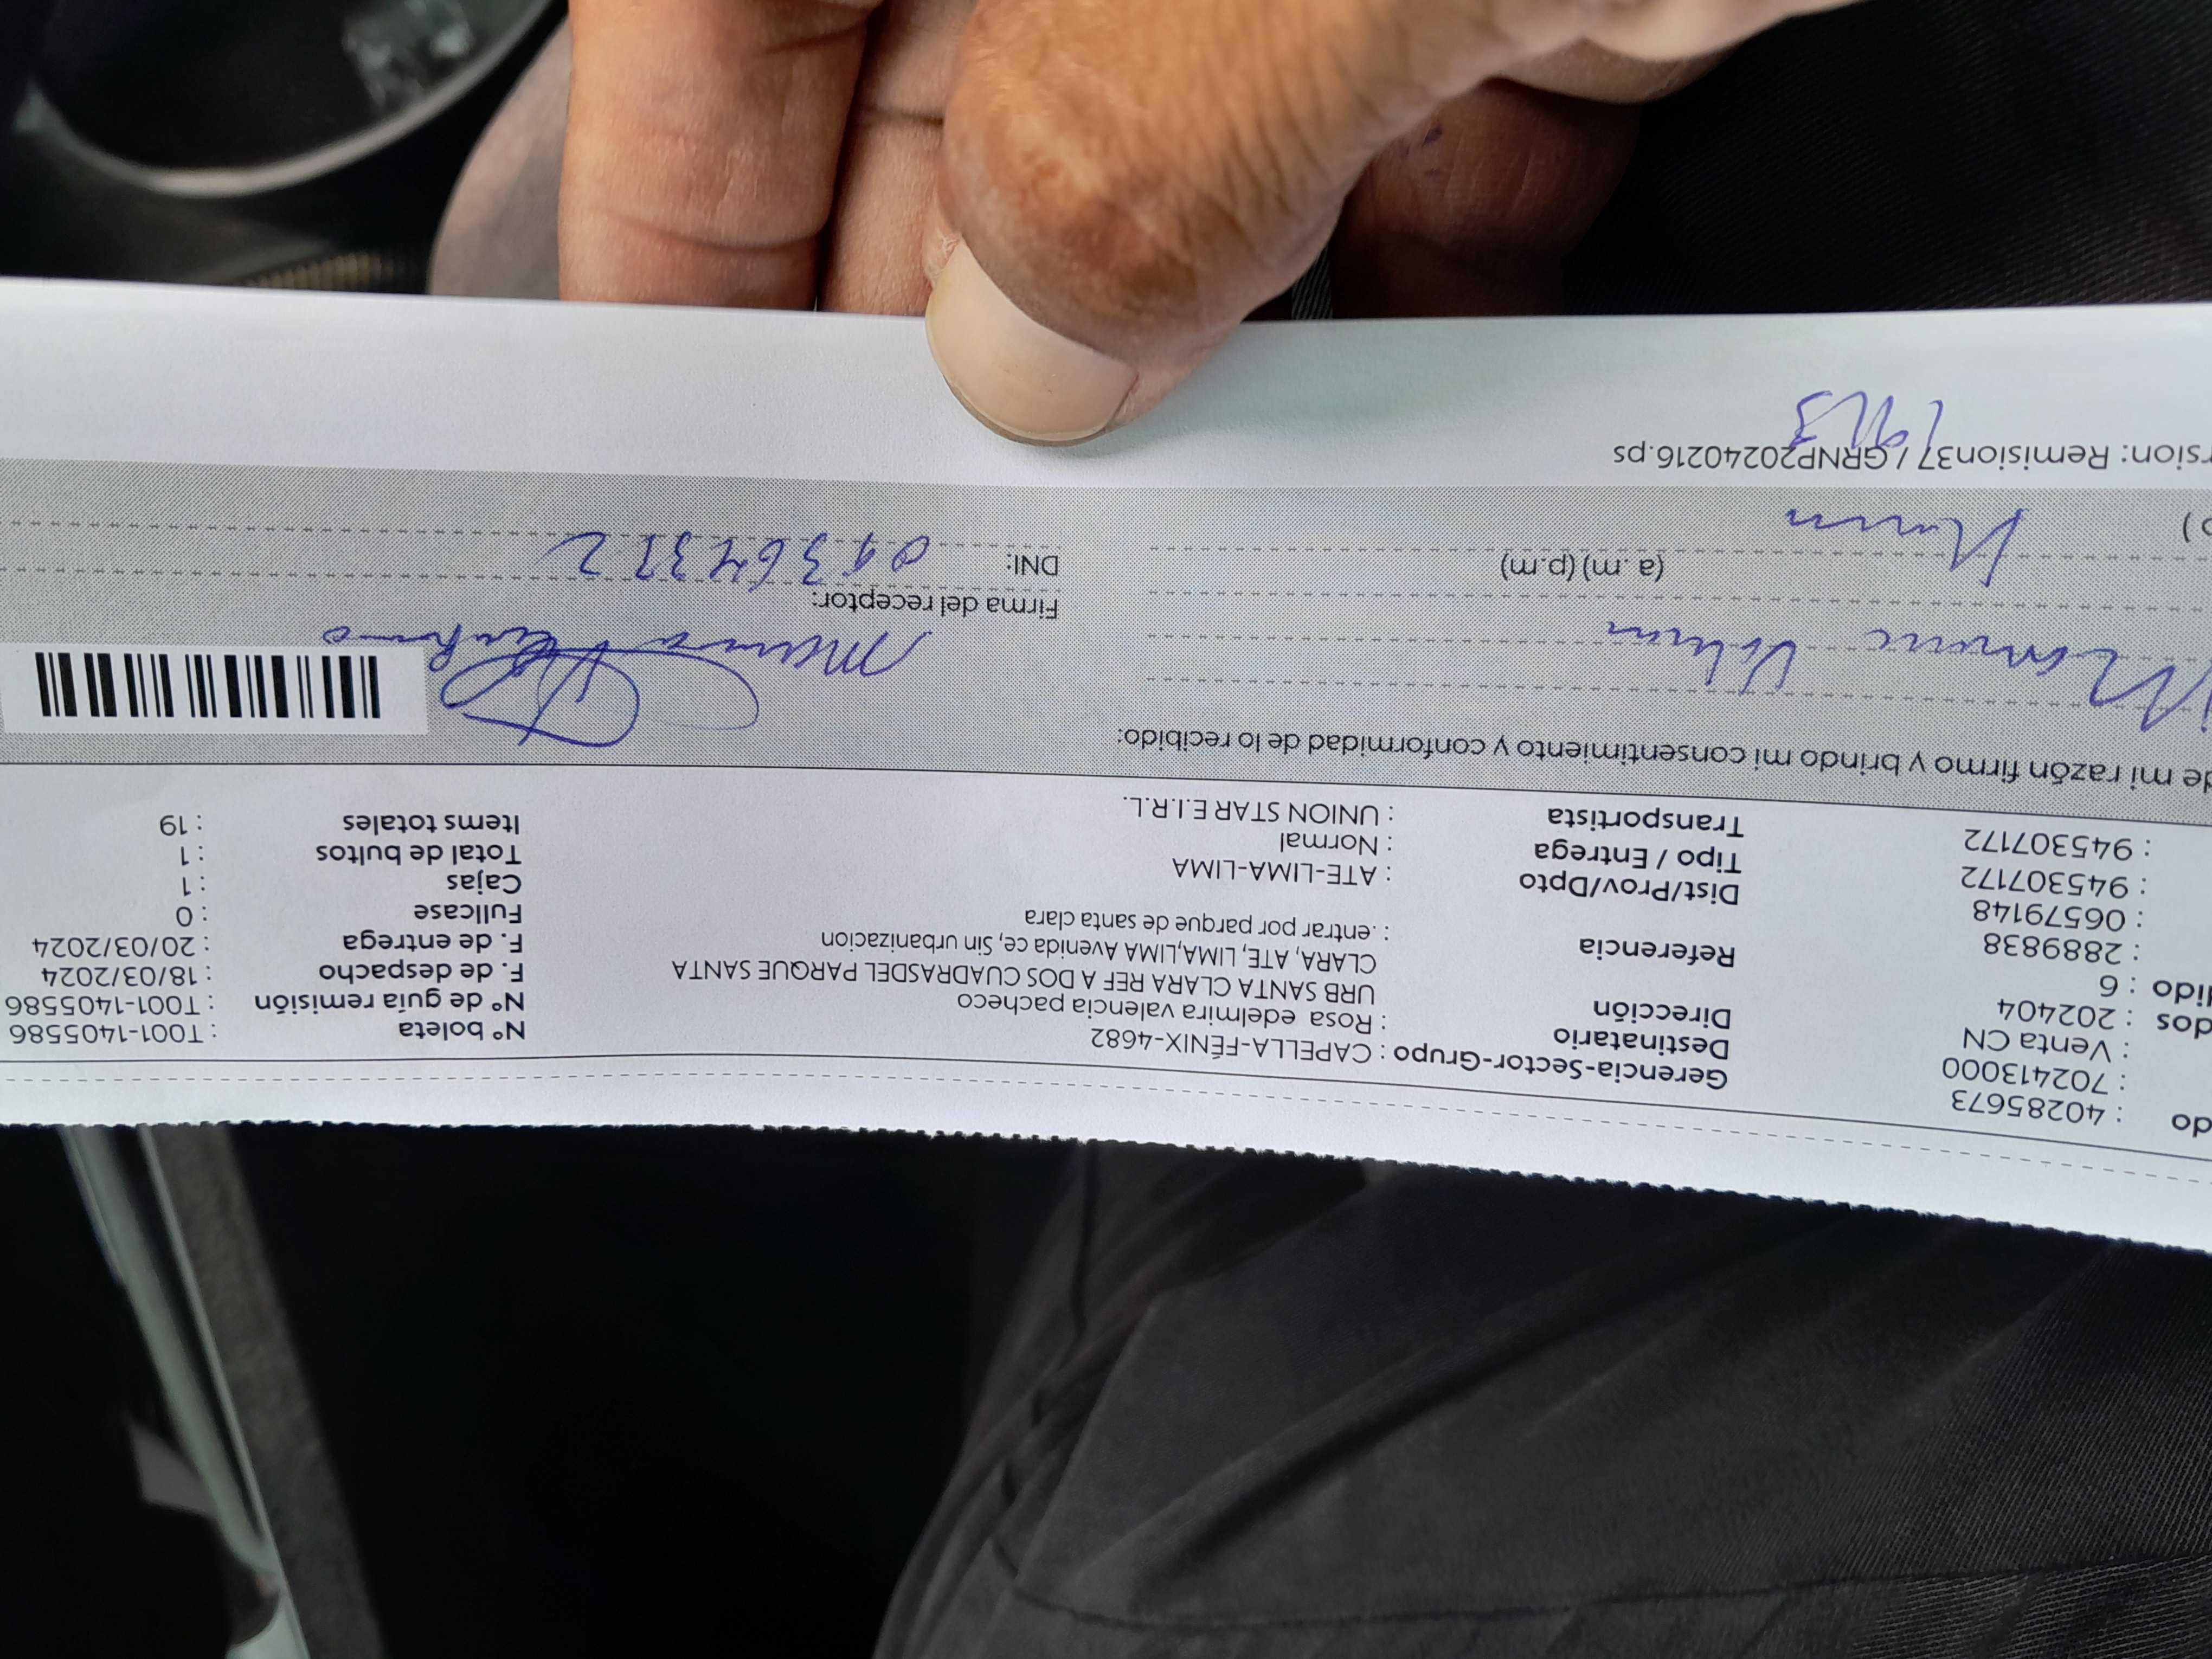 do : 40285673
: 702413000
: Venta CN
dos : 202404
dido : 6
: 2889838
: 06579148
: 945307172
: 945307172
Gerencia-Sector-Grupo : CAPELLA-FÉNIX-4682
Destinatario : Rosa edelmira valencia pacheco
Dirección URB SANTA CLARA REF A DOS CUADRASDEL PARQUE SANTA
CLARA, ATE, LIMA,LIMA Avenida ce, Sin urbanizacion
Referencia : .entrar por parque de santa clara
Dist/Prov/Dpto : ATE-LIMA-LIMA
Tipo / Entrega : Normal
Transportista : UNION STAR E.I.R.L.
N° boleta : T001-1405586
N° de guía remisión : T001-1405586
F. de despacho : 18/03/2024
F. de entrega : 20/03/2024
Fullcase : 0
Cajas : 1
Total de bultos : 1
Items totales : 19
de mi razón firmo y brindo mi consentimiento y conformidad de lo recibido:
Firma del receptor:
(a .m) (p.m)
DNI:
rsion: Remision37 / GRNP20240216.ps